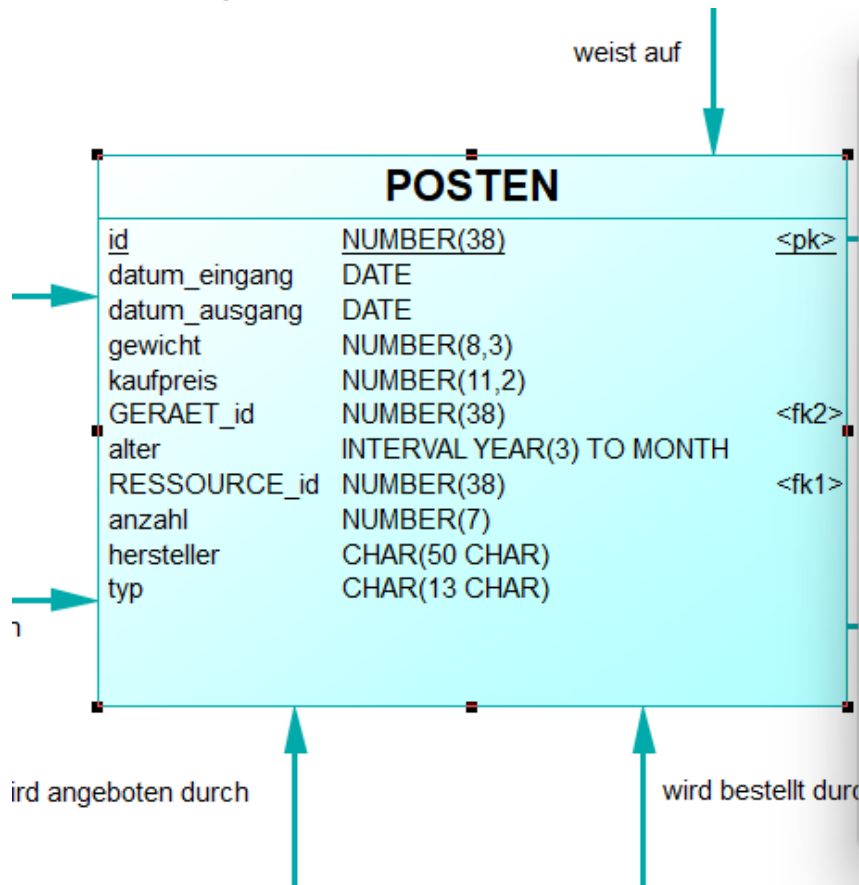 weist auf
POSTEN
id NUMBER(38) <pk>
datum_eingang DATE
datum_ausgang DATE
gewicht NUMBER(8,3)
kaufpreis NUMBER(11,2)
GERAET_id NUMBER(38) <fk2>
alter INTERVAL YEAR(3) TO MONTH
RESSOURCE_id NUMBER(38) <fk1>
anzahl NUMBER(7)
hersteller CHAR(50 CHAR)
typ CHAR(13 CHAR)
angeboten durch
wird bestellt